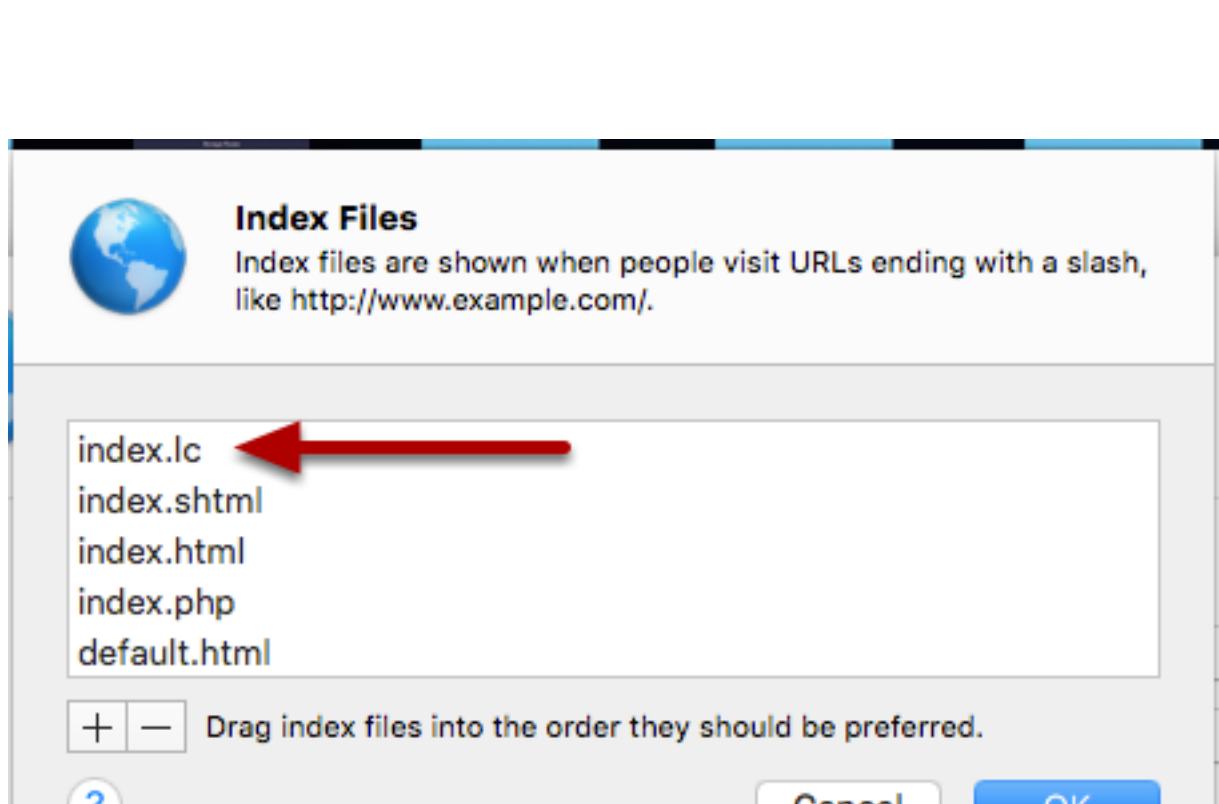 Index Files
Index files are shown when people visit URLs ending with a slash,
like http://www.example.com/.
index.lc
index.shtml
index.html
index.php
default.html
+ − Drag index files into the order they should be preferred.
? Cancel OK